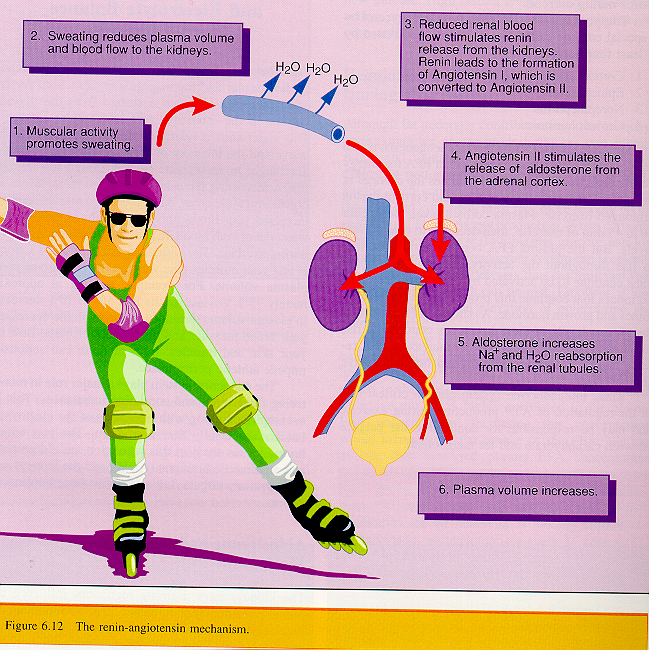 1. Muscular activity
promotes sweating.
2. Sweating reduces plasma volume
and blood flow to the kidneys.
H₂O H₂O
H₂O
3. Reduced renal blood
flow stimulates renin
release from the kidneys.
Renin leads to the formation
of Angiotensin I, which is
converted to Angiotensin II.
4. Angiotensin II stimulates the
release of aldosterone from
the adrenal cortex.
5. Aldosterone increases
Na⁺ and H₂O reabsorption
from the renal tubules.
6. Plasma volume increases.
Figure 6.12 The renin-angiotensin mechanism.